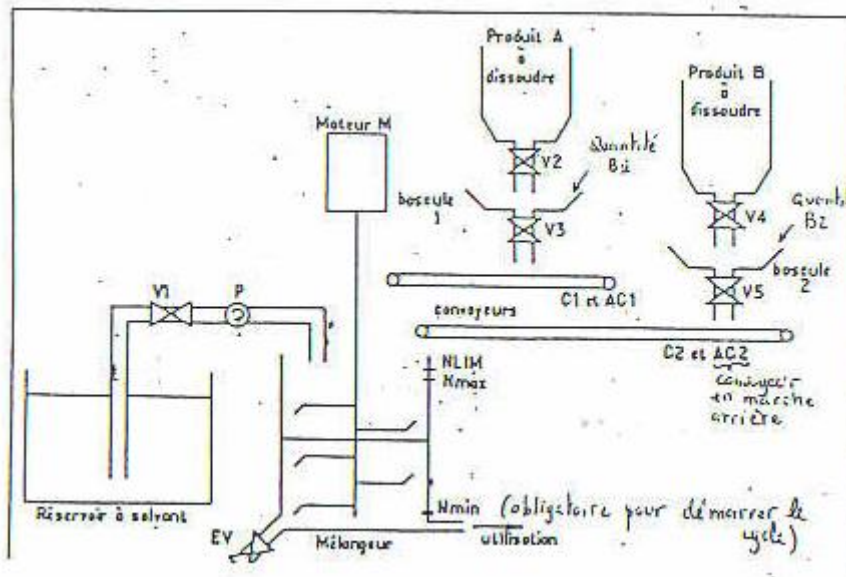 Produit A
à
dissoudre
Produit B
à
dissoudre
Moteur M
V2
Quantité
B1
bascule
1
V3
V4
Quant
B2
bascule
2
V5
V1
P
C1 et AC1
convoyeurs
C2 et AC2
convoyeur
en marche
arrière
NLIM
Nmax
Nmin (obligatoire pour démarrer le
cycle)
Réservoir à solvant
EV
Mélangeur
utilisation